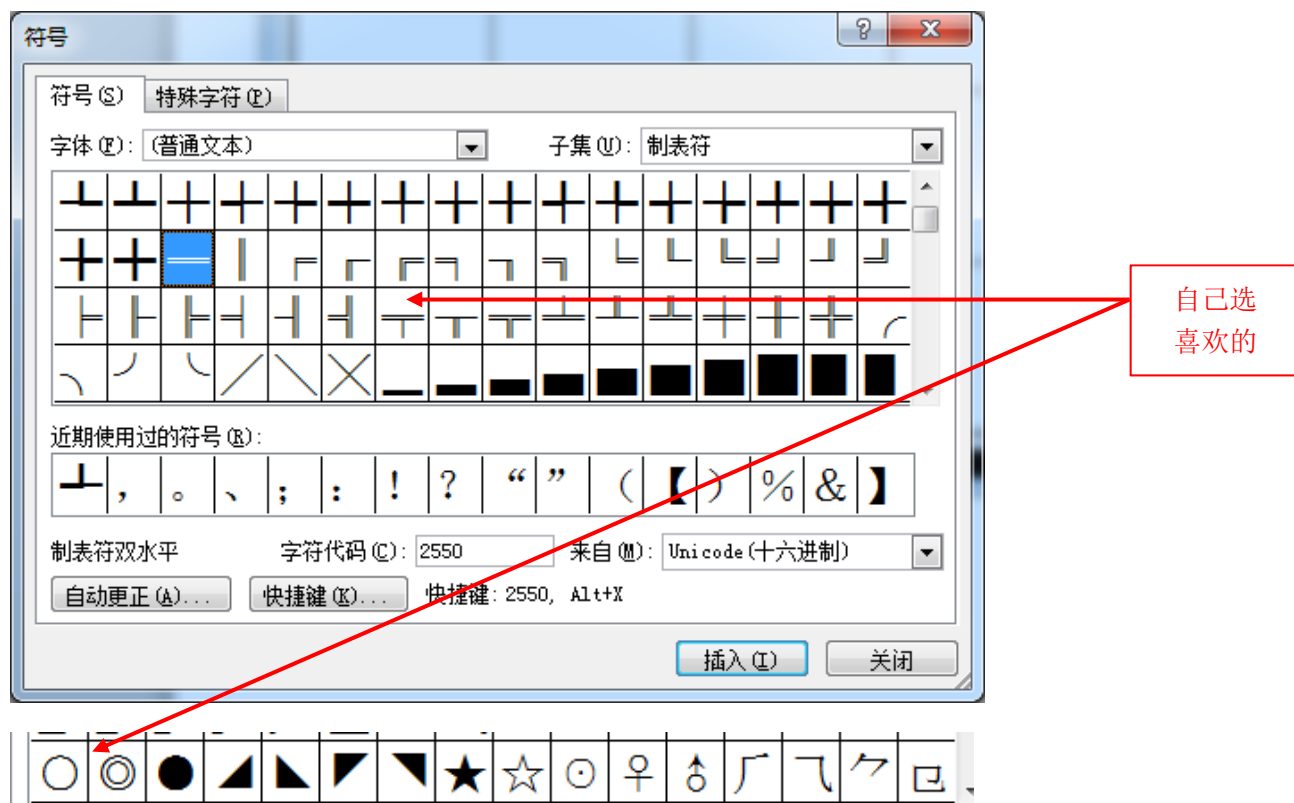 符号
符号(S) 特殊字符(P)
字体(F): (普通文本) 子集(U): 制表符
┹ ┺ ┼ ┽ ┾ ┿ ╀ ╁ ╂ ╃ ╄ ╅ ╆ ╇ ╈ ╉
╊ ╋ ═ ║ ╒ ╓ ╔ ╕ ╖ ╗ ╘ ╙ ╚ ╛ ╜ ╝
╞ ╟ ╠ ╡ ╢ ╣ ╤ ╥ ╦ ╧ ╨ ╩ ╪ ╫ ╬ ╭
╮ ╯ ╰ ╱ ╲ ╳ ▁ ▂ ▃ ▄ ▅ ▆ ▇ █ ▉ ▊
自己选
喜欢的
近期使用过的符号(R):
┹ , 。 、 ; : ! ? “ ” ( 【 ) % & 】
制表符双水平 字符代码(C): 2550 来自(M): Unicode(十六进制)
自动更正(A)... 快捷键(K)... 快捷键: 2550, Alt+X
插入(I) 关闭
○ ◎ ● ◢ ◣ ◤ ◥ ★ ☆ ⊙ ♀ ♂ ⺁ ⺄